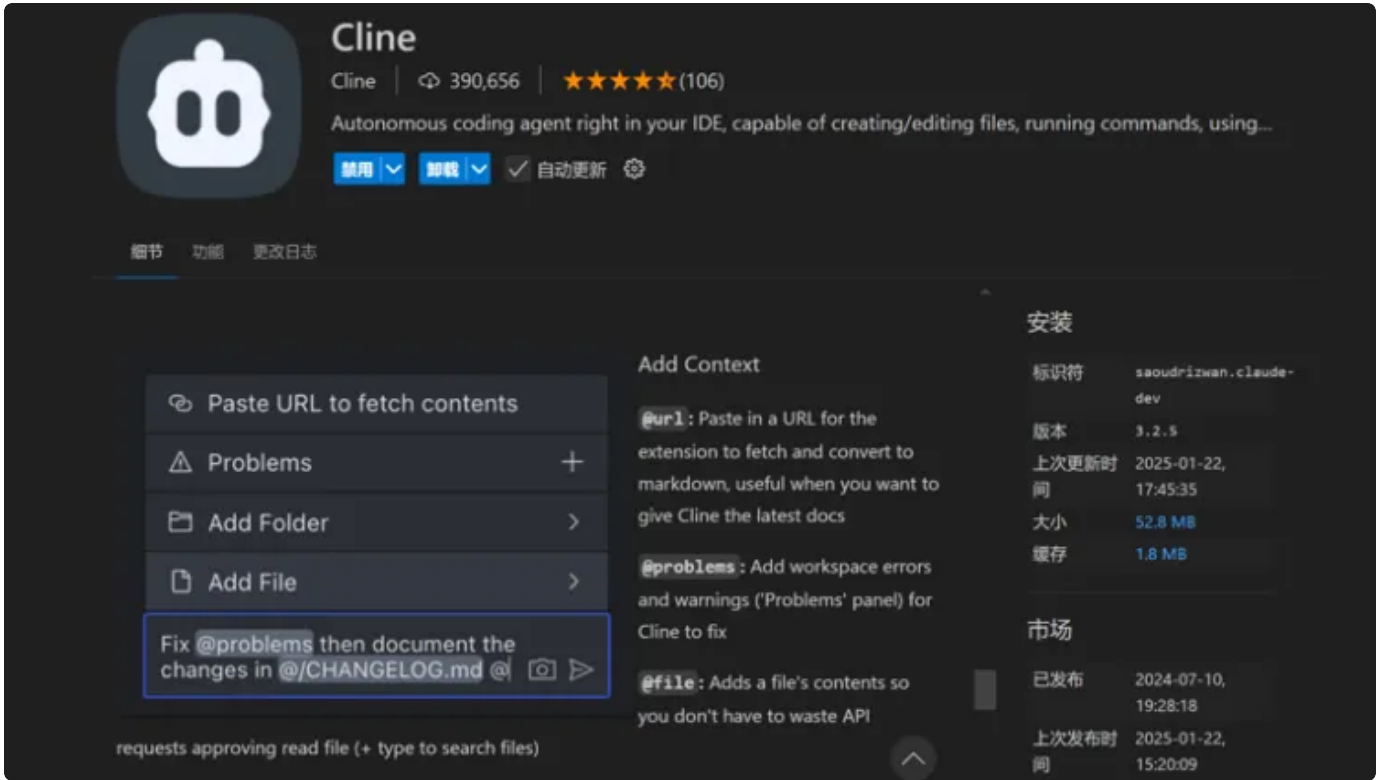 Cline
Cline | 390,656 | (106)
Autonomous coding agent right in your IDE, capable of creating/editing files, running commands, using...
禁用 卸载 自动更新
细节 功能 更改日志
Paste URL to fetch contents
Problems
Add Folder
Add File
Fix @problems then document the
changes in @/CHANGELOG.md @
Add Context
@url: Paste in a URL for the
extension to fetch and convert to
markdown, useful when you want to
give Cline the latest docs
@problems: Add workspace errors
and warnings ('Problems' panel) for
Cline to fix
@file: Adds a file's contents so
you don't have to waste API
requests approving read file (+ type to search files)
安装
标识符 saoudrizwan.claude-
dev
版本 3.2.5
上次更新时 2025-01-22,
间 17:45:35
大小 52.8 MB
缓存 1.8 MB
市场
已发布 2024-07-10,
19:28:18
上次发布时 2025-01-22,
间 15:20:09